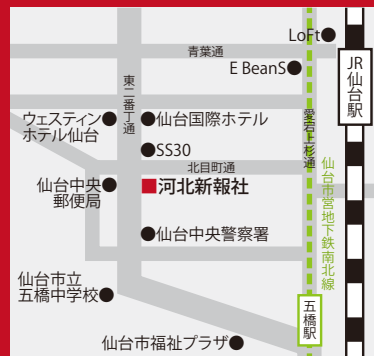 LoFt
青葉通
E BeanS
JR仙台駅
東二番丁通
愛宕上杉通
ウェスティン
ホテル仙台
仙台国際ホテル
SS30
北目町通
仙台市営地下鉄南北線
仙台中央
郵便局
河北新報社
仙台中央警察署
仙台市立
五橋中学校
五橋駅
仙台市福祉プラザ